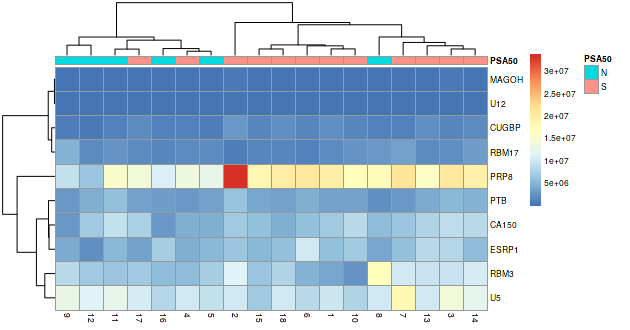 PSA50
PSA50
N
S
MAGOH
U12
CUGBP
RBM17
PRP8
PTB
CA150
ESRP1
RBM3
U5
3e+07
2.5e+07
2e+07
1.5e+07
1e+07
5e+06
9 12 11 17 16 4 5 2 15 18 6 1 10 8 7 13 3 14